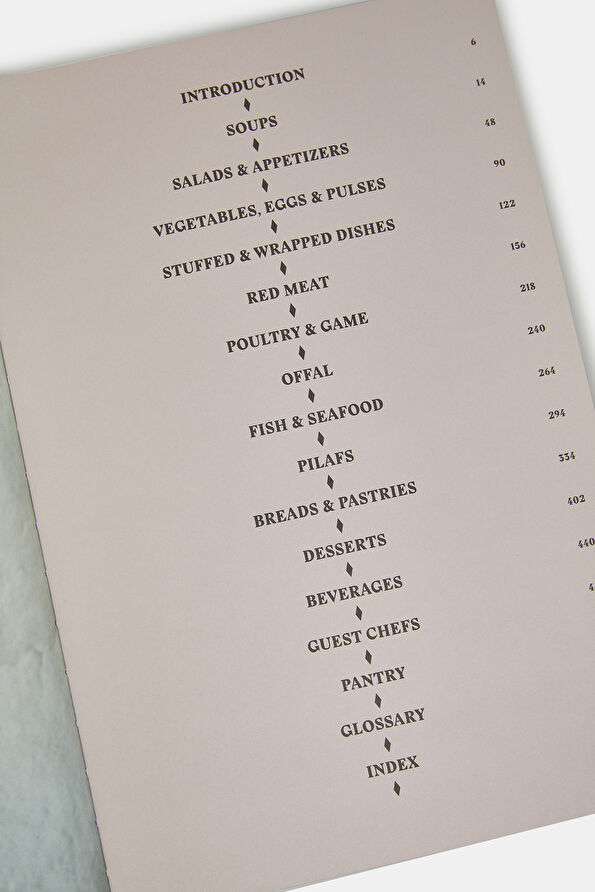 INTRODUCTION 6
SOUPS 14
SALADS & APPETIZERS 48
VEGETABLES, EGGS & PULSES 90
STUFFED & WRAPPED DISHES 122
RED MEAT 156
POULTRY & GAME 218
OFFAL 240
FISH & SEAFOOD 264
PILAFS 294
BREADS & PASTRIES 334
DESSERTS 402
BEVERAGES 440
GUEST CHEFS
PANTRY
GLOSSARY
INDEX